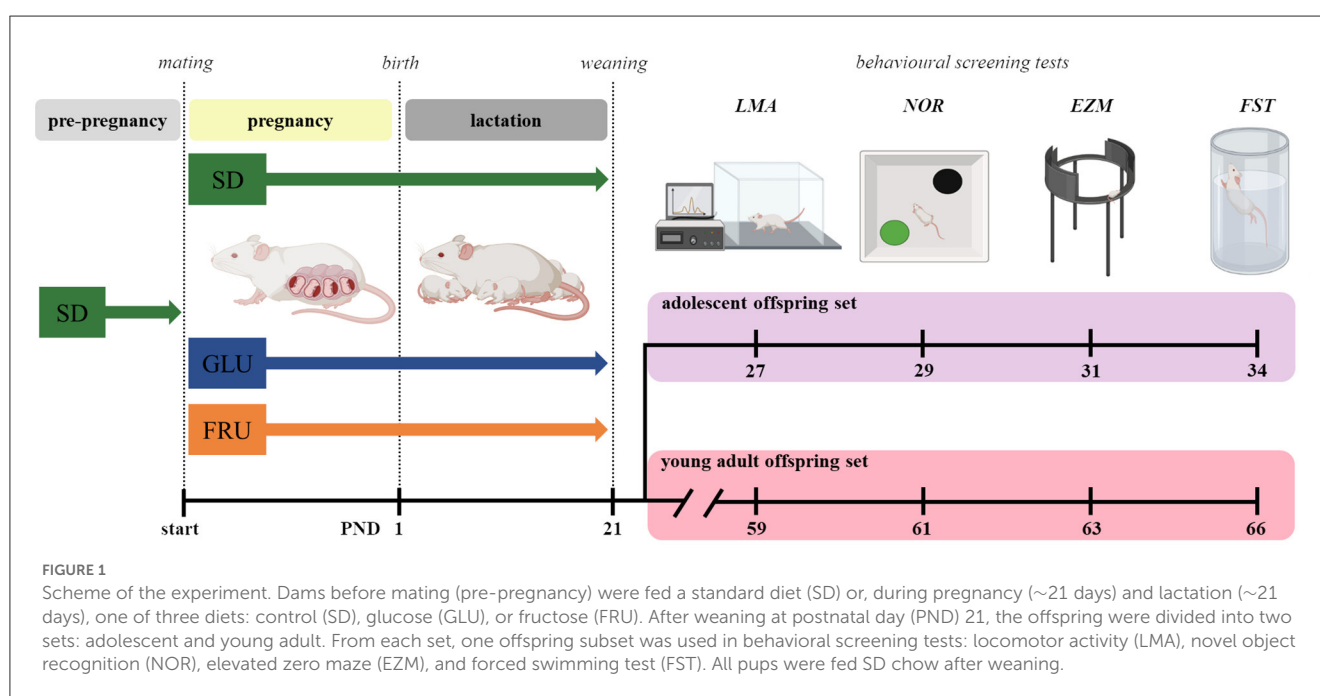 mating birth weaning behavioural screening tests
pre-pregnancy pregnancy lactation LMA NOR EZM FST
SD
SD
GLU
FRU
adolescent offspring set
27 29 31 34
young adult offspring set
start PND 1 21 59 61 63 66
FIGURE 1
Scheme of the experiment. Dams before mating (pre-pregnancy) were fed a standard diet (SD) or, during pregnancy (~21 days) and lactation (~21
days), one of three diets: control (SD), glucose (GLU), or fructose (FRU). After weaning at postnatal day (PND) 21, the offspring were divided into two
sets: adolescent and young adult. From each set, one offspring subset was used in behavioral screening tests: locomotor activity (LMA), novel object
recognition (NOR), elevated zero maze (EZM), and forced swimming test (FST). All pups were fed SD chow after weaning.